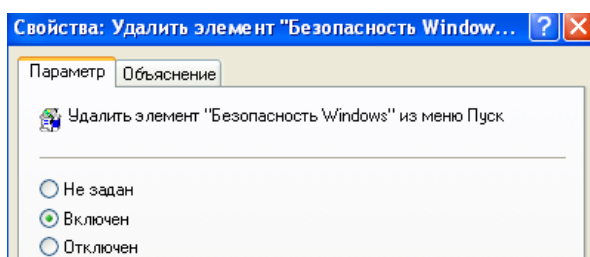 Свойства: Удалить элемент "Безопасность Window...
Параметр Объяснение
Удалить элемент "Безопасность Windows" из меню Пуск
Не задан
Включен
Отключен